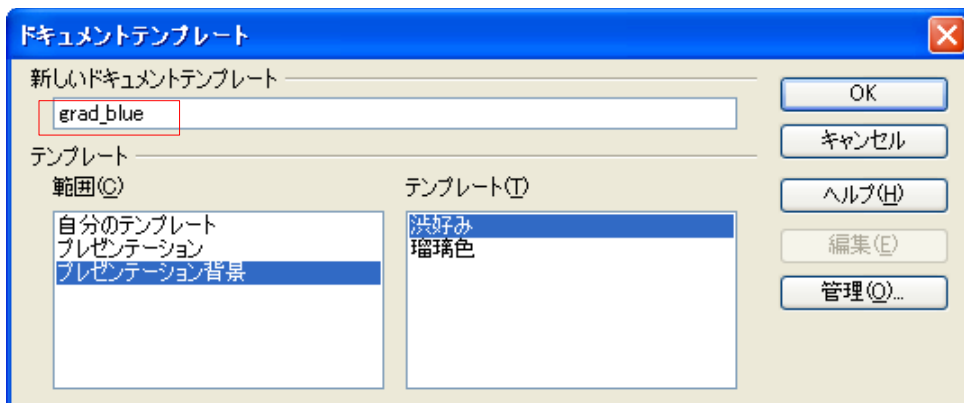 ドキュメントテンプレート
新しいドキュメントテンプレート
grad_blue
テンプレート
範囲(C)
自分のテンプレート
プレゼンテーション
プレゼンテーション背景
テンプレート(T)
渋好み
瑠璃色
OK
キャンセル
ヘルプ(H)
編集(E)
管理(O)...